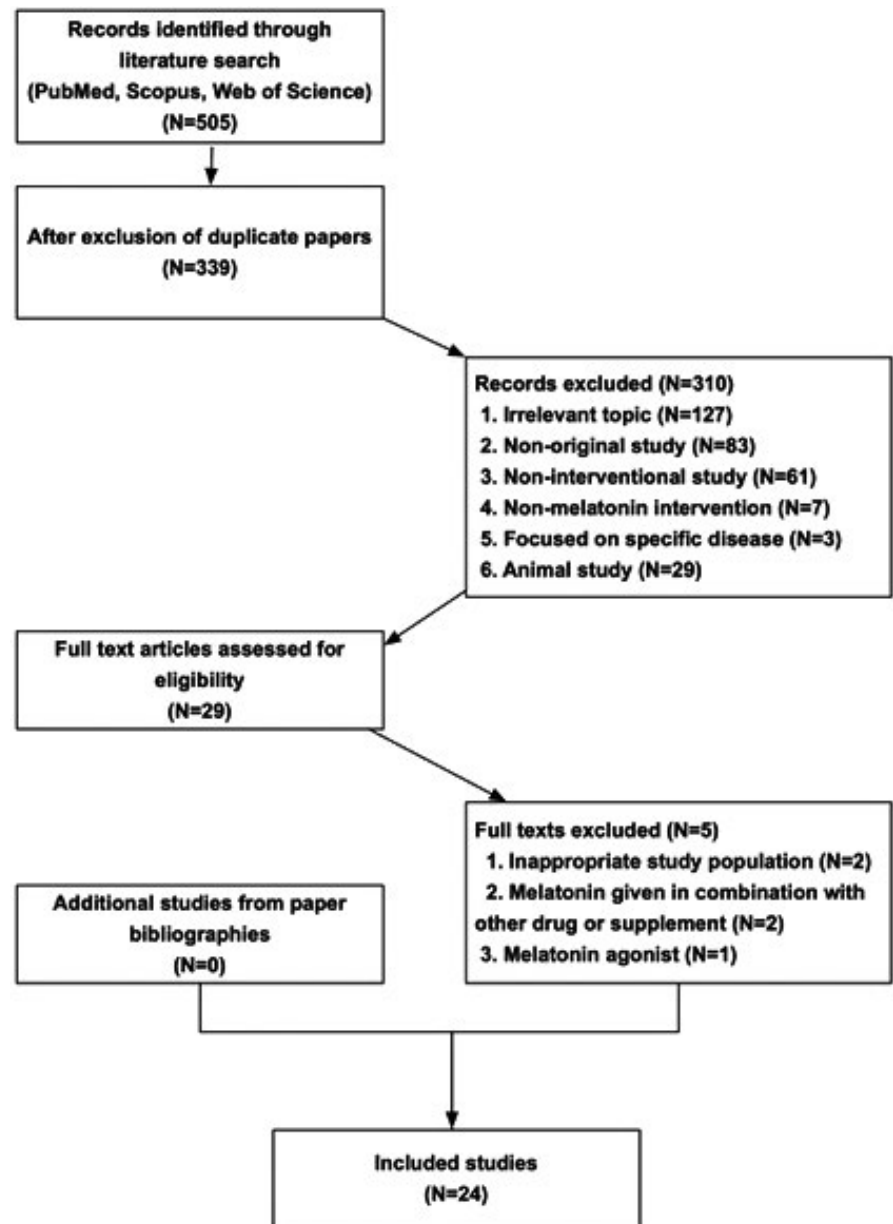 Records identified through
literature search
(PubMed, Scopus, Web of Science)
(N=505)
After exclusion of duplicate papers
(N=339)
Records excluded (N=310)
1. Irrelevant topic (N=127)
2. Non-original study (N=83)
3. Non-interventional study (N=61)
4. Non-melatonin intervention (N=7)
5. Focused on specific disease (N=3)
6. Animal study (N=29)
Full text articles assessed for
eligibility
(N=29)
Full texts excluded (N=5)
1. Inappropriate study population (N=2)
2. Melatonin given in combination with
other drug or supplement (N=2)
3. Melatonin agonist (N=1)
Additional studies from paper
bibliographies
(N=0)
Included studies
(N=24)